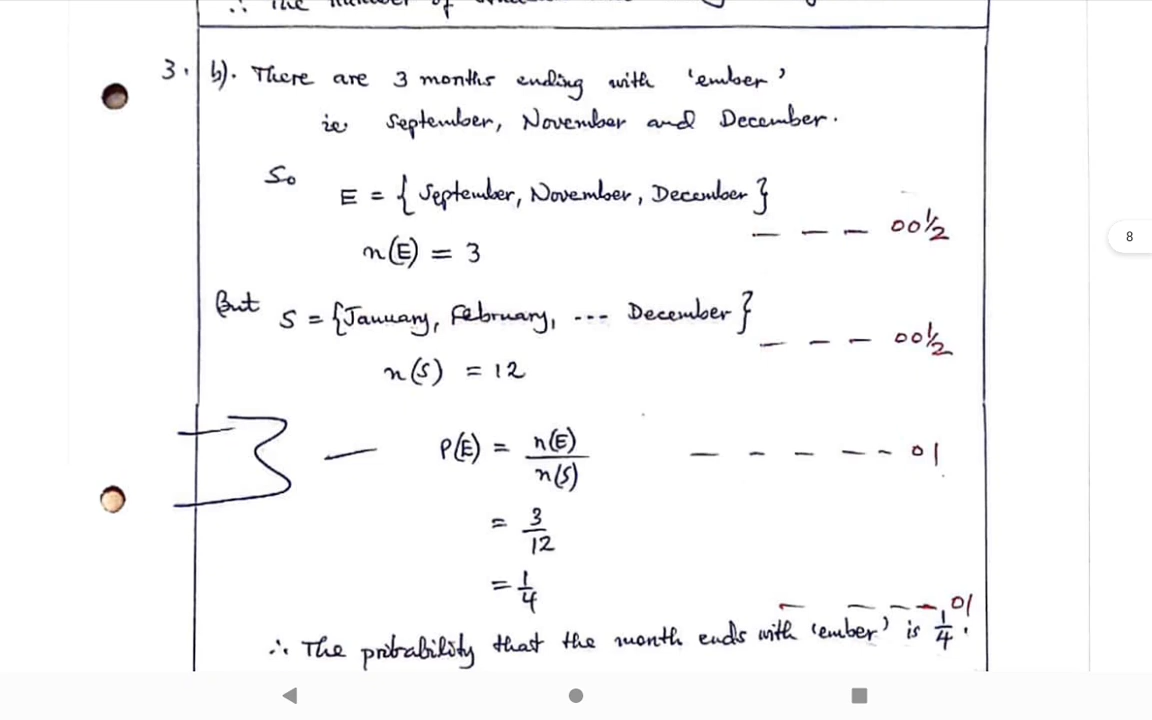 3. b). There are 3 months ending with 'ember'
ie. September, November and December.
So
E = { September, November, December }
— — — 00½
n(E) = 3
But S = {January, February, --- December }
— — — 00½
n(S) = 12
3 — P(E) = n(E)/n(S) — — — — - 01
= 3/12
= 1/4
— — — — 01
∴ The probability that the month ends with 'ember' is 1/4.
8